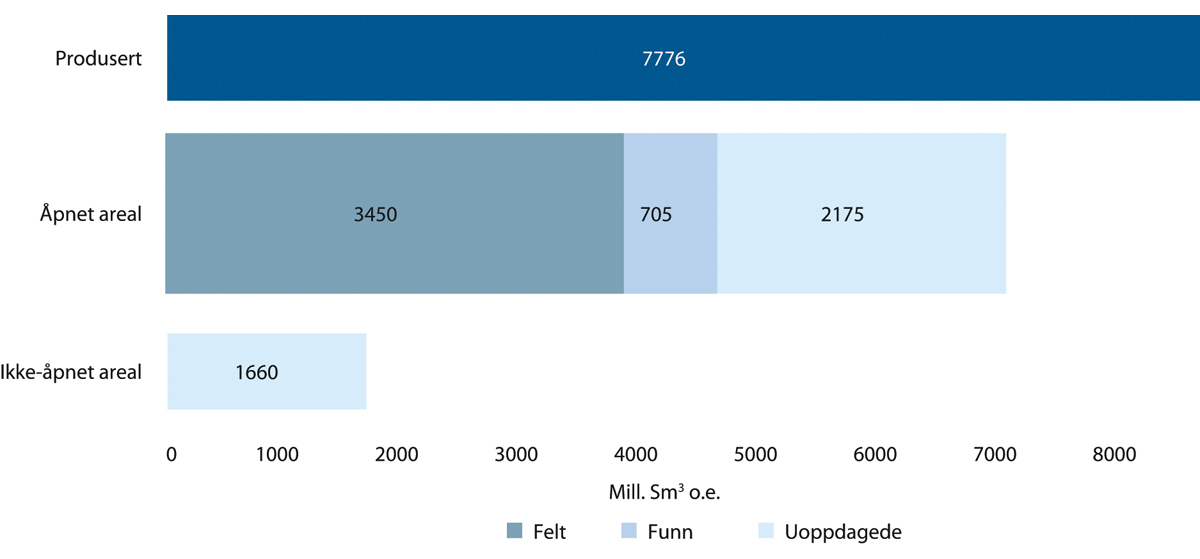 Produsert
7776
Åpnet areal
3450 705 2175
Ikke-åpnet areal
1660
0 1000 2000 3000 4000 5000 6000 7000 8000
Mill. Sm³ o.e.
Felt Funn Uoppdagede